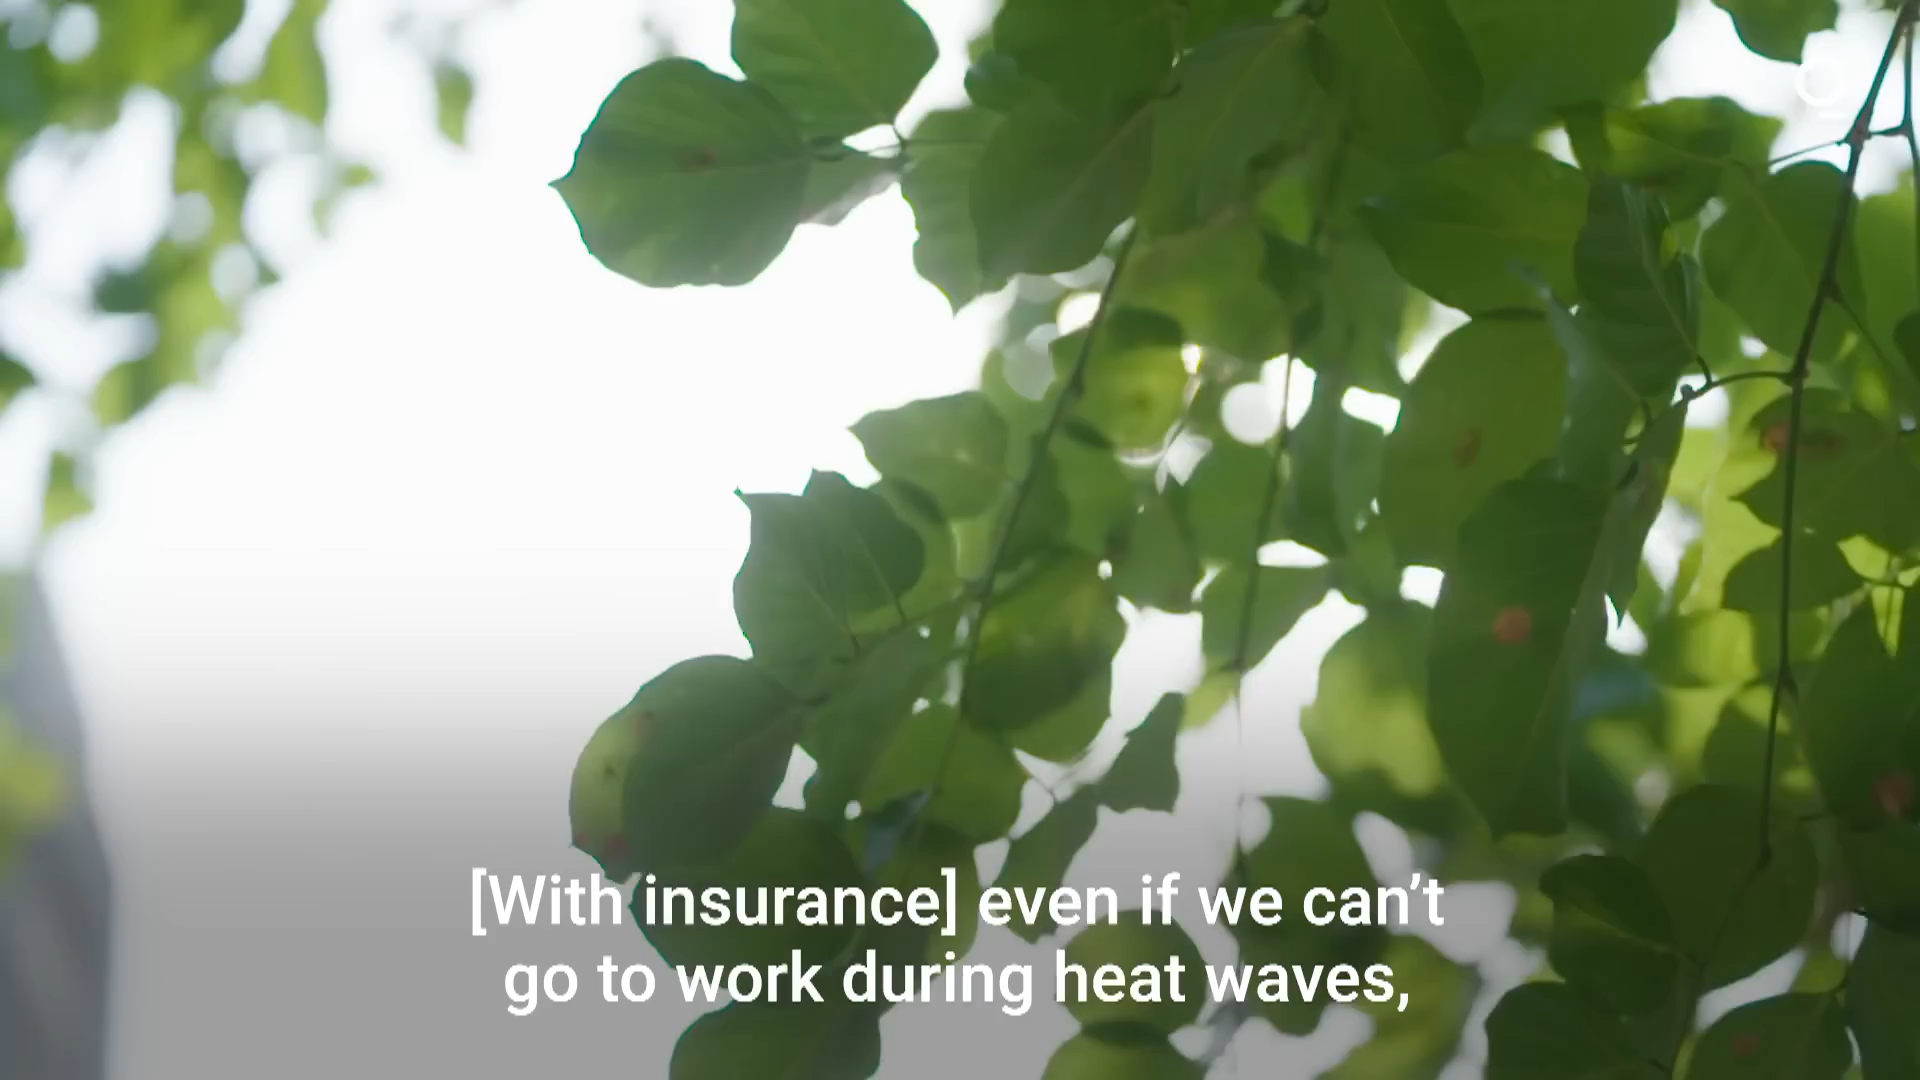 [With insurance] even if we can’t
go to work during heat waves,